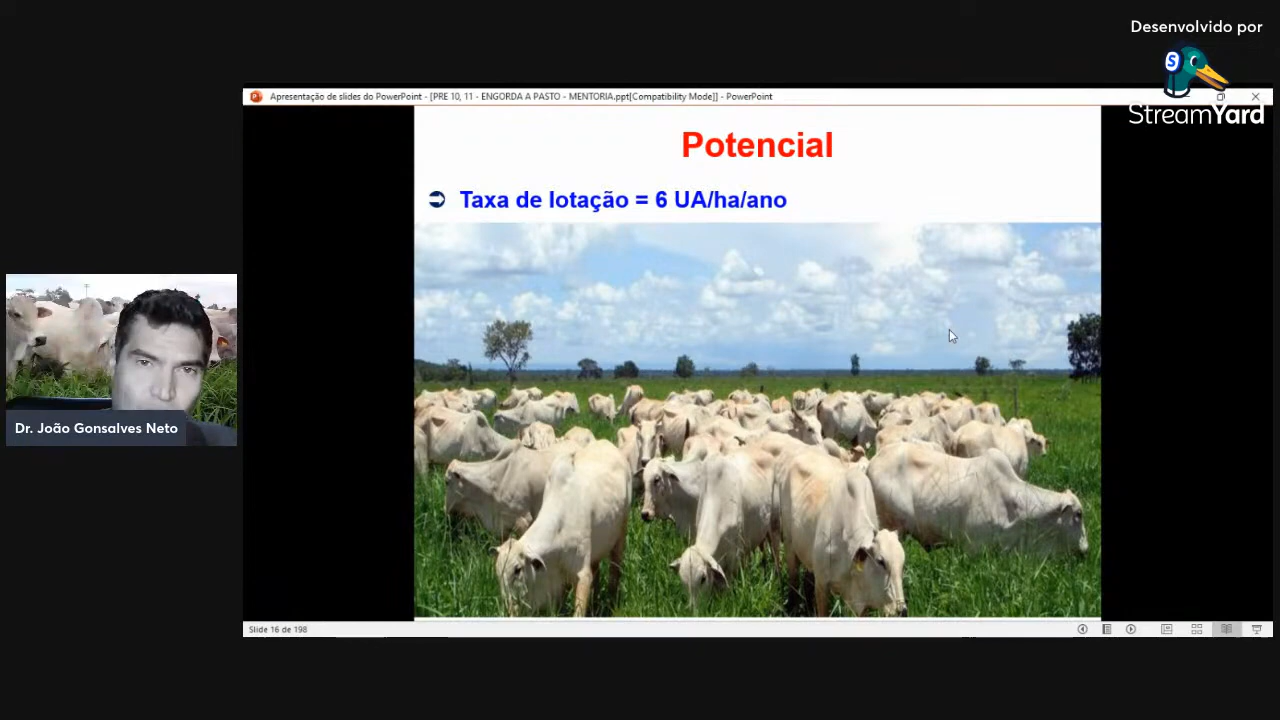 Desenvolvido por
StreamYard
Apresentação de slides do PowerPoint - [PRE 10, 11 - ENGORDA A PASTO - MENTORIA.ppt[Compatibility Mode]] - PowerPoint
Potencial
Taxa de lotação = 6 UA/ha/ano
Dr. João Gonsalves Neto
Slide 16 de 198